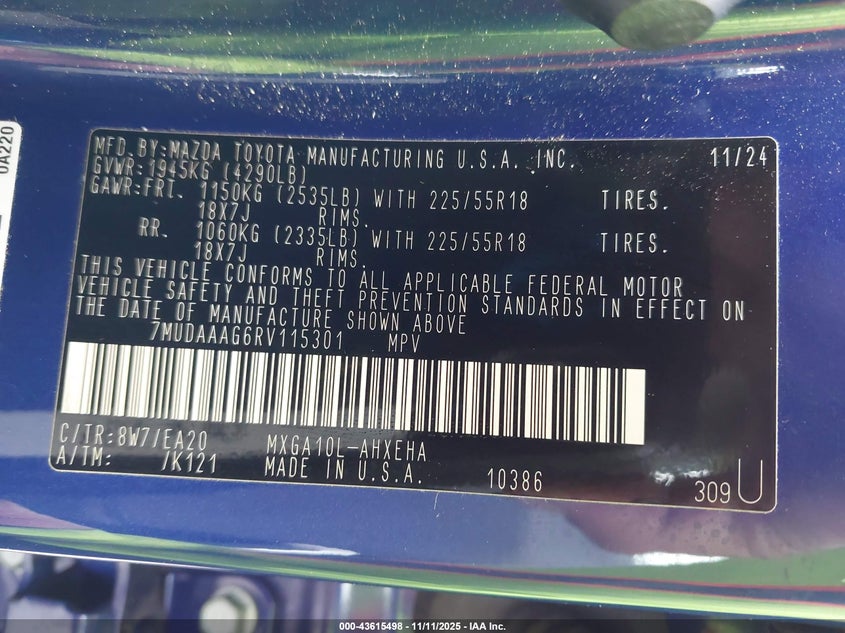 0A220
MFD. BY:MAZDA TOYOTA MANUFACTURING U.S.A. INC. 11/24
GVWR:1945KG (4290LB)
GAWR:FRT. 1150KG (2535LB) WITH 225/55R18 TIRES.
18X7J RIMS.
RR. 1060KG (2335LB) WITH 225/55R18 TIRES.
18X7J RIMS.
THIS VEHICLE CONFORMS TO ALL APPLICABLE FEDERAL MOTOR
VEHICLE SAFETY AND THEFT PREVENTION STANDARDS IN EFFECT ON
THE DATE OF MANUFACTURE SHOWN ABOVE
7MUDAAAG6RV115301 MPV
C/TR:8W7/EA20 MXGA10L-AHXEHA
A/TM: /K121 MADE IN U.S.A. 10386 309 U
000-43615498 - 11/11/2025 - IAA Inc.